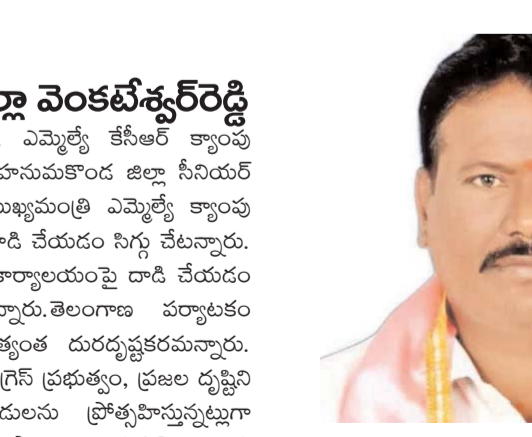 ర్లా వెంకటేశ్వర్‌రెడ్డి
ఎమ్మెల్యే కేసీఆర్ క్యాంపు
హనుమకొండ జిల్లా సీనియర్
ముఖ్యమంత్రి ఎమ్మెల్యే క్యాంపు
దాడి చేయడం సిగ్గు చేటన్నారు.
కార్యాలయంపై దాడి చేయడం
న్నారు.తెలంగాణ పర్యాటకం
త్యంత దురదృష్టకరమన్నారు.
గ్రెస్ ప్రభుత్వం, ప్రజల దృష్టిని
డులను ప్రోత్సహిస్తున్నట్లుగా